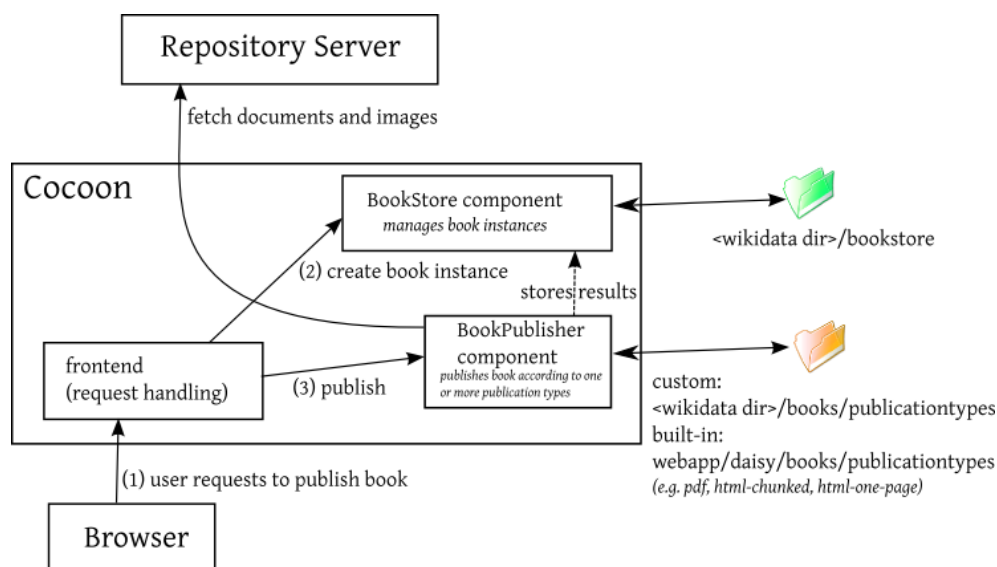 Repository Server
fetch documents and images
Cocoon
BookStore component
manages book instances
<wikidata dir>/bookstore
(2) create book instance
stores results
BookPublisher
component
publishes book according to one
or more publication types
frontend
(request handling)
(3) publish
custom:
<wikidata dir>/books/publicationtypes
built-in:
webapp/daisy/books/publicationtypes
(e.g. pdf, html-chunked, html-one-page)
(1) user requests to publish book
Browser